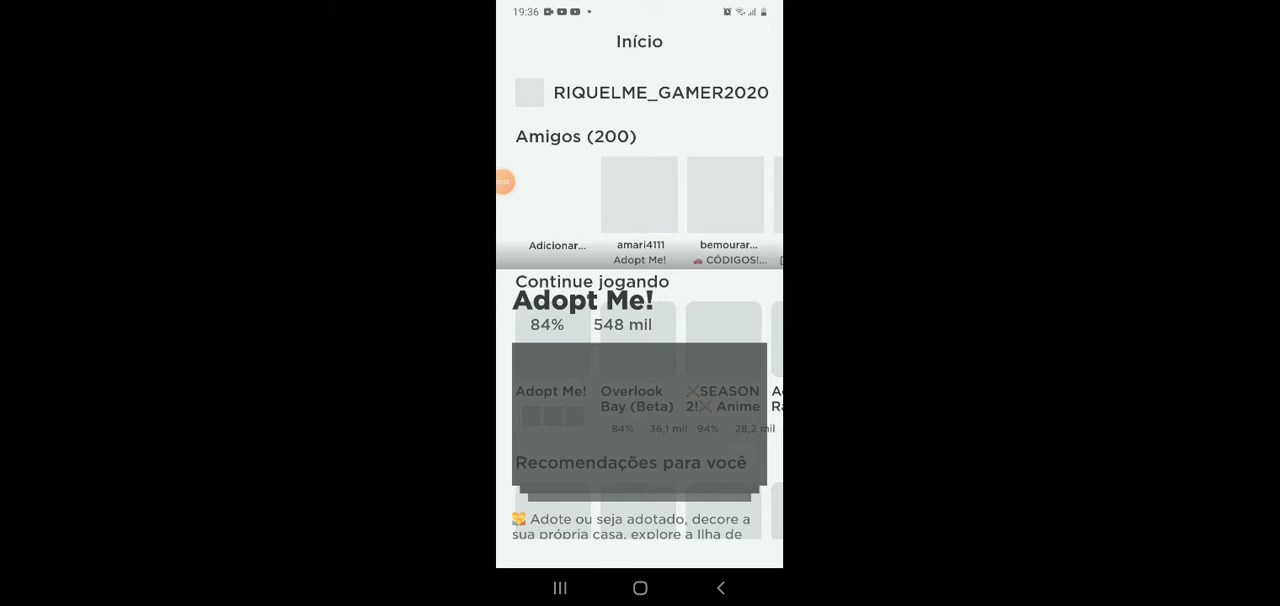 19:36
Início
RIQUELME_GAMER2020
Amigos (200)
Adicionar...
amari4111
bemourar...
Adopt Me!
🚗 CÓDIGOS!...
Continue jogando
Adopt Me!
84% 548 mil
Adopt Me!
Overlook
Bay (Beta)
⚔SEASON
2!⚔ Anime
84% 36,1 mil
94% 28,2 mil
Recomendações para você
Adote ou seja adotado, decore a
sua própria casa, explore a Ilha de